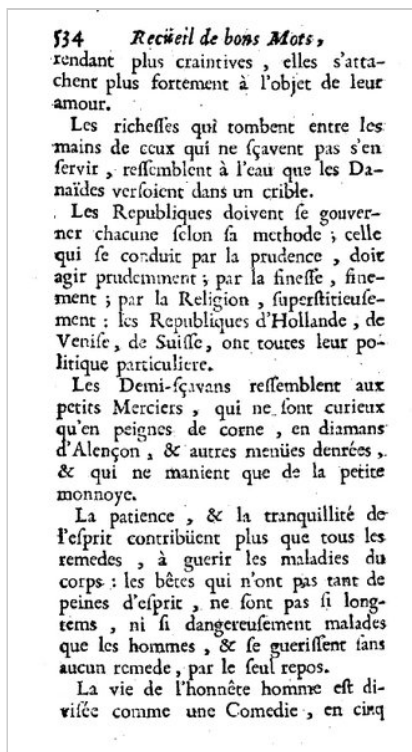 534 Recüeil de bons Mots,
rendant plus craintives, elles s'atta-
chent plus fortement à l'objet de leur
amour.
Les richesses qui tombent entre les
mains de ceux qui ne sçavent pas s'en
servir, ressemblent à l'eau que les Da-
naïdes versoient dans un crible.
Les Republiques doivent se gouver-
ner chacune selon sa methode ; celle
qui se conduit par la prudence, doit
agir prudemment ; par la finesse, fine-
ment ; par la Religion, superstitieuse-
ment : les Republiques d'Hollande, de
Venise, de Suisse, ont toutes leur po-
litique particuliere.
Les Demi-sçavans ressemblent aux
petits Merciers, qui ne sont curieux
qu'en peignes de corne, en diamans
d'Alençon, & autres menües denrées,
& qui ne manient que de la petite
monnoye.
La patience, & la tranquillité de
l'esprit contribüent plus que tous les
remedes, à guerir les maladies du
corps : les bêtes qui n'ont pas tant de
peines d'esprit, ne sont pas si long-
tems, ni si dangereusement malades
que les hommes, & se guerissent sans
aucun remede, par le seul repos.
La vie de l'honnête homme est di-
visée comme une Comedie, en cinq